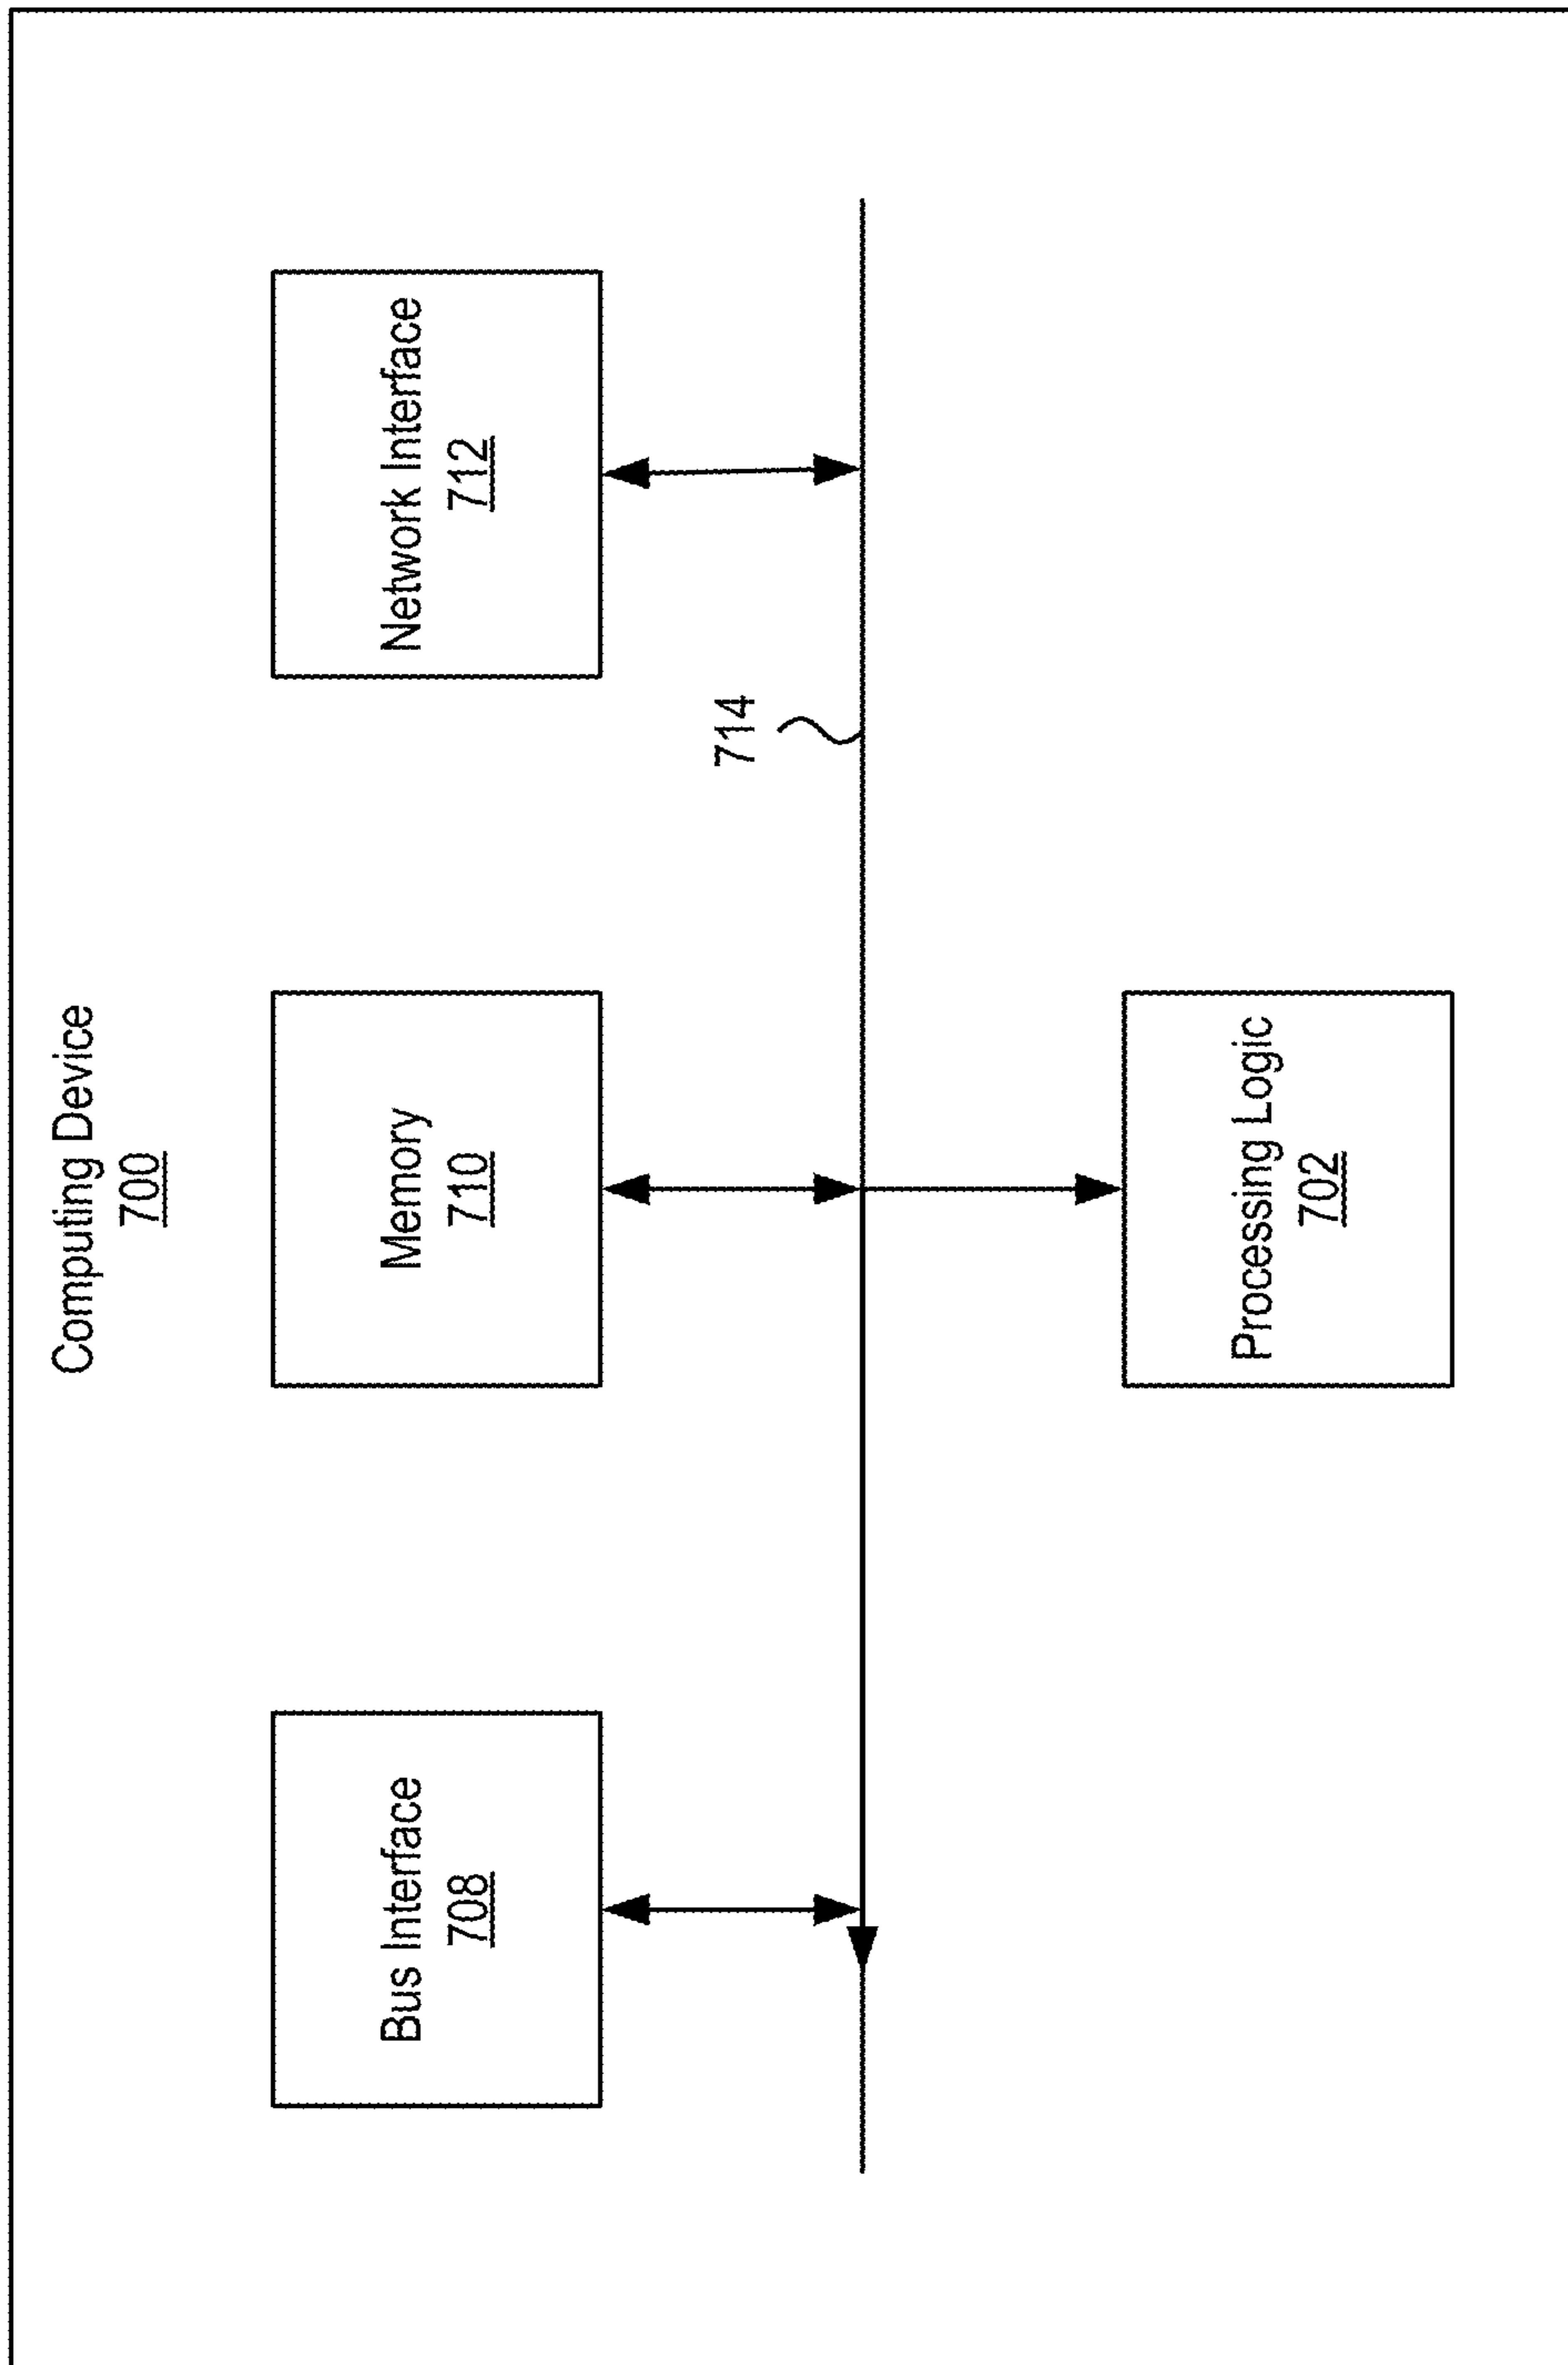 Computing Device
700
Bus Interface
708
Memory
710
Network Interface
712
714
Processing Logic
702